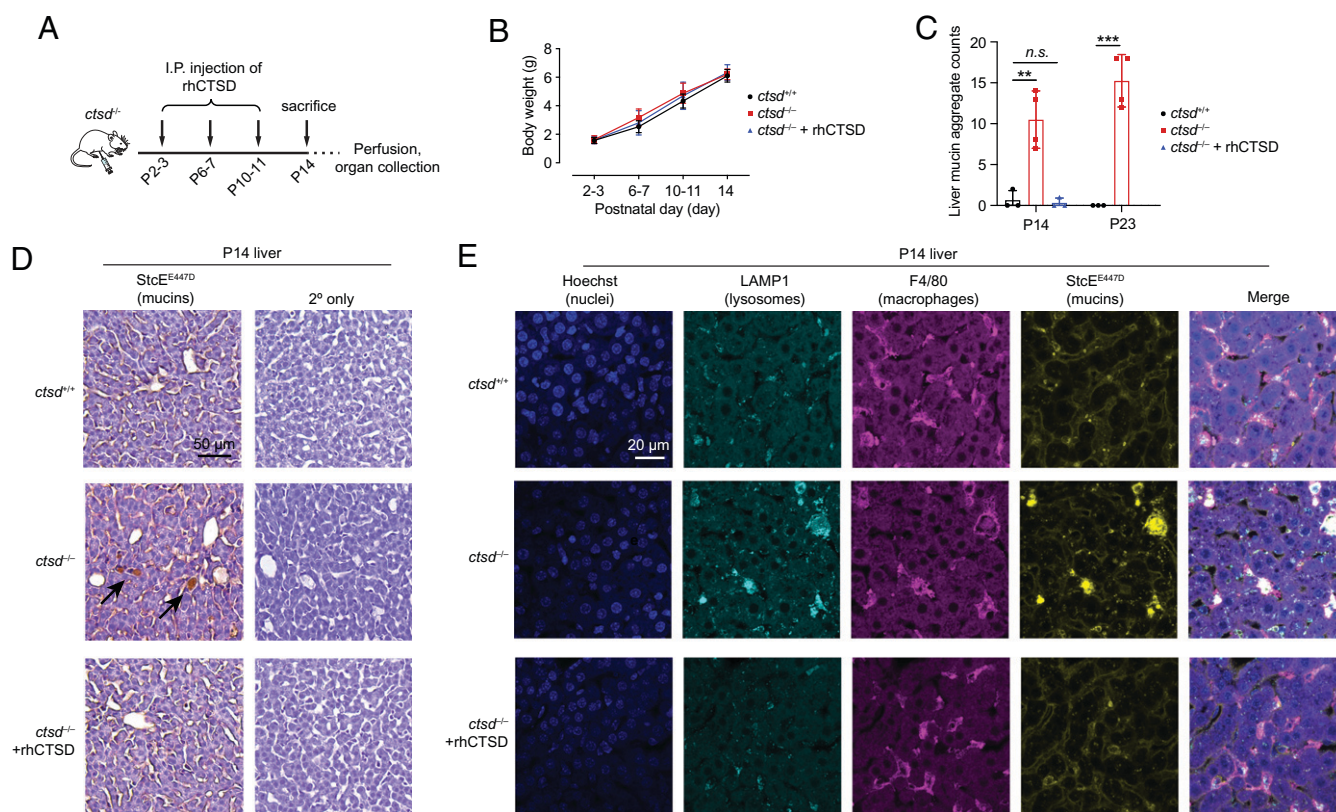 A
I.P. injection of
rhCTSD
sacrifice
ctsd⁻/⁻
P2-3
P6-7
P10-11
P14
Perfusion,
organ collection
B
Body weight (g)
8
6
4
2
0
2-3 6-7 10-11 14
Postnatal day (day)
ctsd⁺/⁺
ctsd⁻/⁻
ctsd⁻/⁻ + rhCTSD
C
Liver mucin aggregate counts
20
15
10
5
0
n.s.
**
***
P14 P23
ctsd⁺/⁺
ctsd⁻/⁻
ctsd⁻/⁻ + rhCTSD
D
P14 liver
StcEᴱ⁴⁴⁷ᴰ
(mucins)
2º only
ctsd⁺/⁺
50 µm
ctsd⁻/⁻
ctsd⁻/⁻
+rhCTSD
E
P14 liver
Hoechst
(nuclei)
LAMP1
(lysosomes)
F4/80
(macrophages)
StcEᴱ⁴⁴⁷ᴰ
(mucins)
Merge
ctsd⁺/⁺
20 µm
ctsd⁻/⁻
ctsd⁻/⁻
+rhCTSD